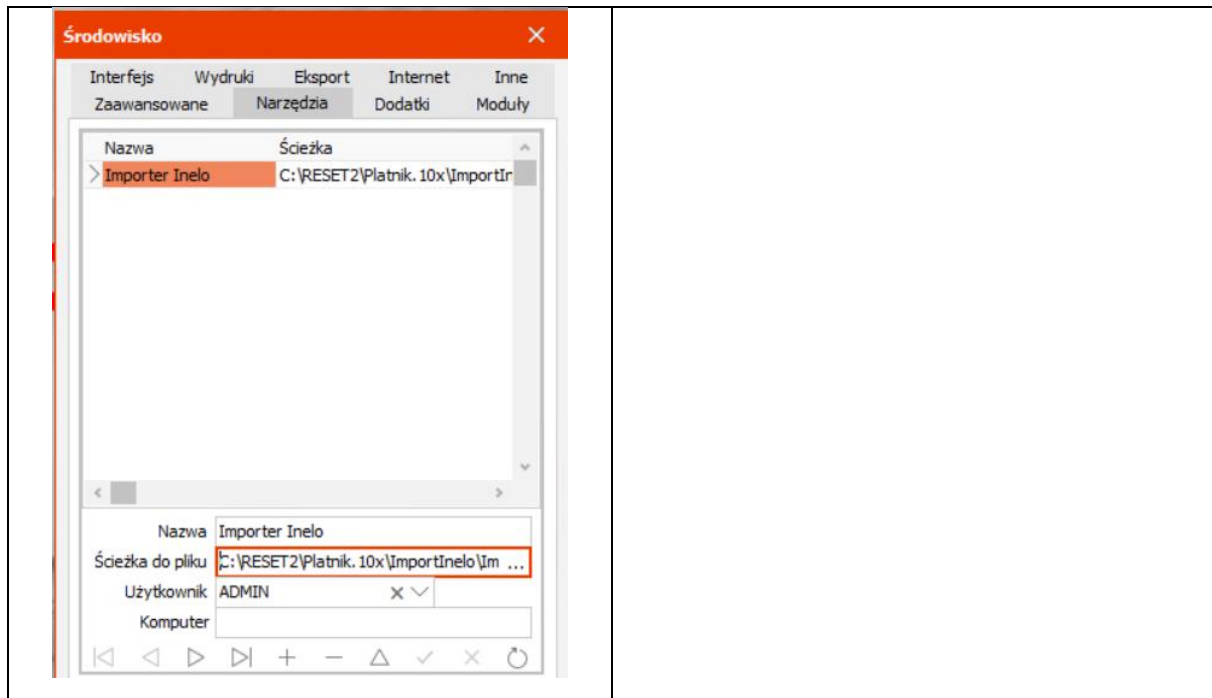 Środowisko
Interfejs Wydruki Eksport Internet Inne
Zaawansowane Narzędzia Dodatki Moduły
Nazwa Ścieżka
Importer Inelo C:\RESET2\Platnik.10x\ImportIr
Nazwa Importer Inelo
Ścieżka do pliku C:\RESET2\Platnik.10x\ImportInelo\Im ...
Użytkownik ADMIN
Komputer